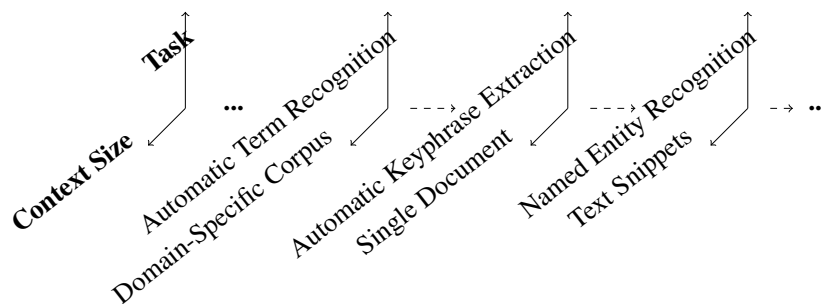 Task
Context Size
...
Automatic Term Recognition
Domain-Specific Corpus
Automatic Keyphrase Extraction
Single Document
Named Entity Recognition
Text Snippets
..